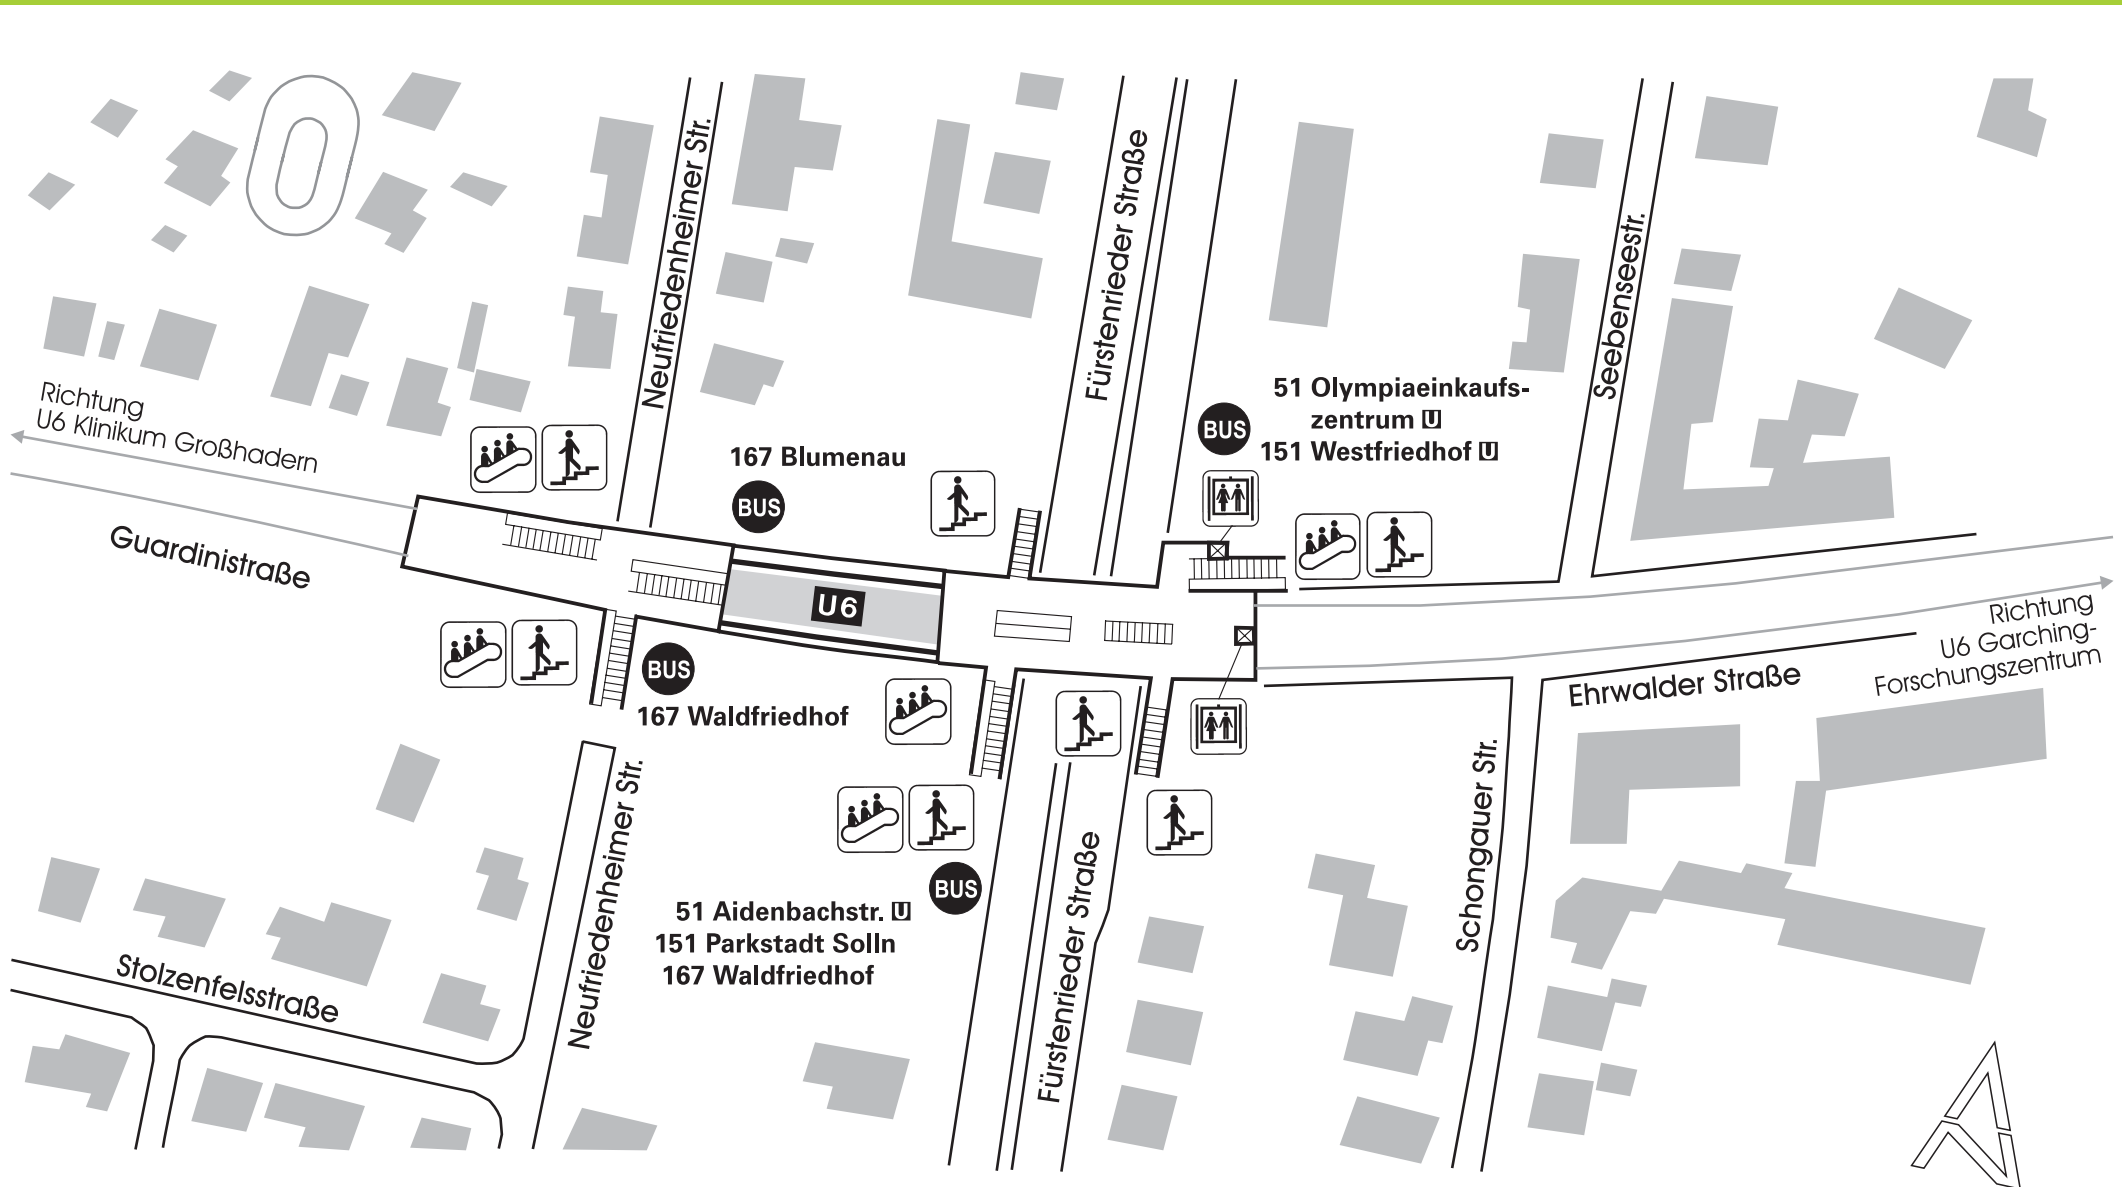 Neufriedenheimer Str.
Fürstenrieder Straße
Seebenseestr.
Richtung
U6 Klinikum Großhadern
Guardinistraße
167 Blumenau
BUS
51 Olympiaeinkaufs-
zentrum U
151 Westfriedhof U
BUS
U6
BUS
167 Waldfriedhof
Richtung
U6 Garching-
Forschungszentrum
Ehrwalder Straße
Schongauer Str.
Neufriedenheimer Str.
Fürstenrieder Straße
BUS
51 Aidenbachstr. U
151 Parkstadt Solln
167 Waldfriedhof
Stolzenfelsstraße
N